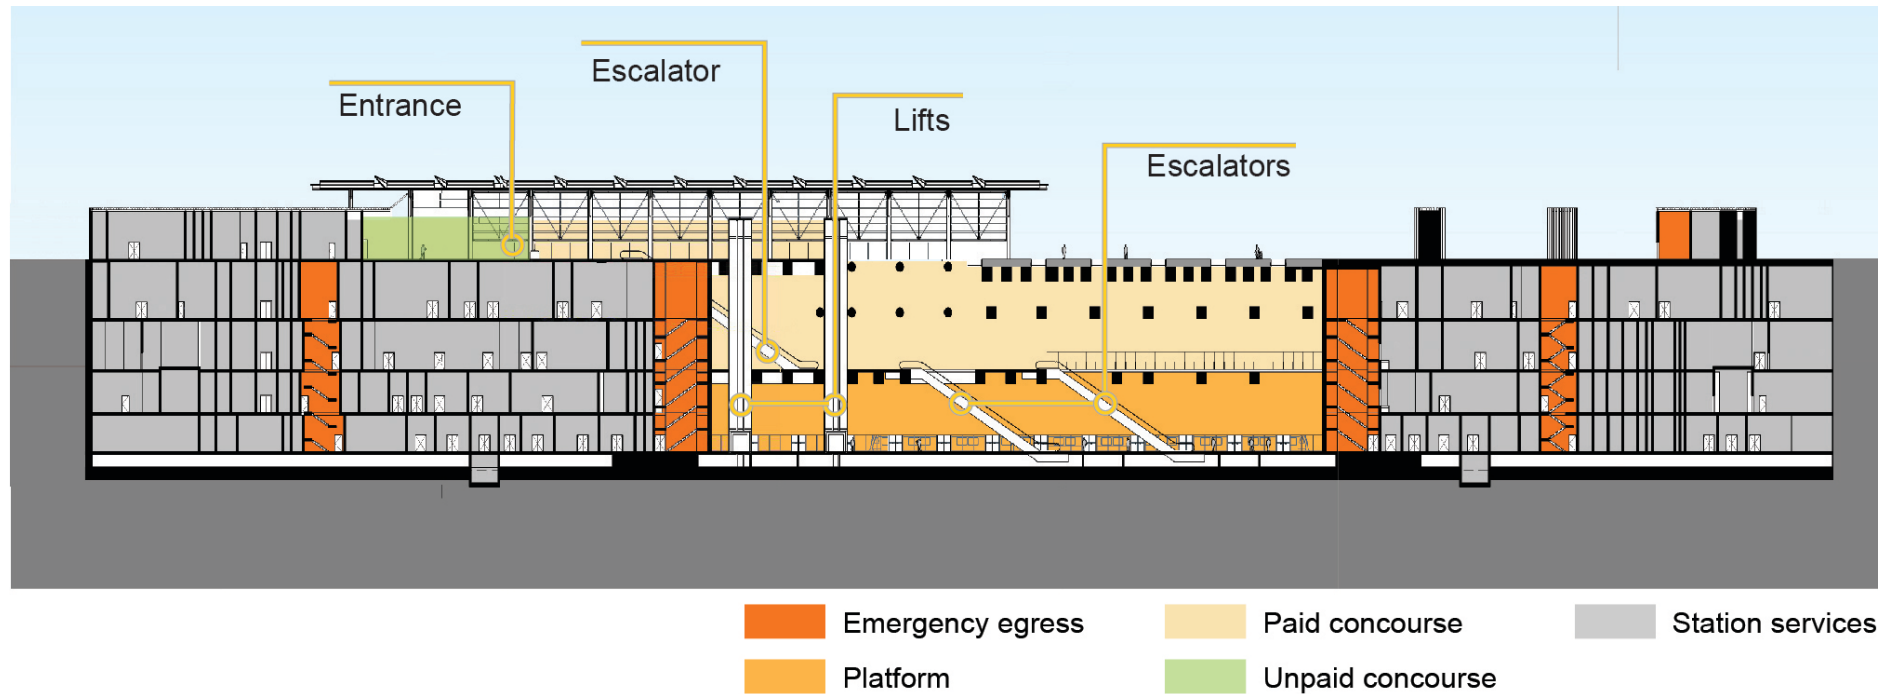 Escalator
Entrance
Lifts
Escalators
Emergency egress
Paid concourse
Station services
Platform
Unpaid concourse